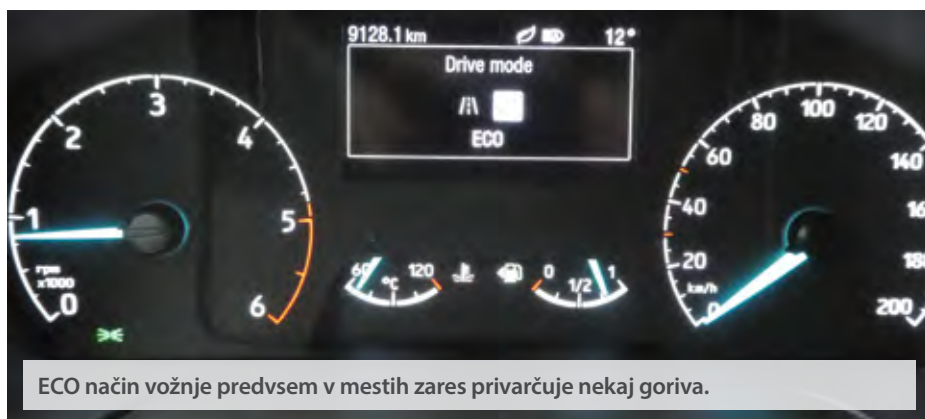 9128.1 km 12°
Drive mode
ECO
0 1 2 3 4 5 6
rpm
x1000
60 120
°C
0 1/2 1
0 20 40 60 80 100 120 140 180 200
km/h
ECO način vožnje predvsem v mestih zares privarčuje nekaj goriva.